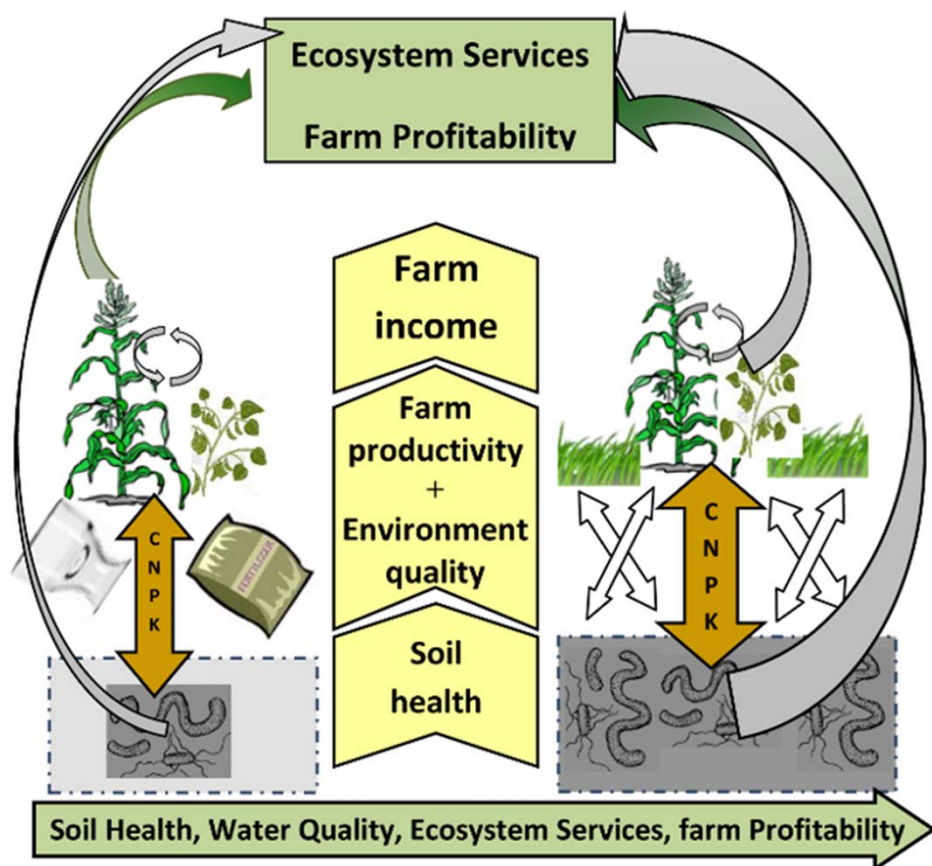 Ecosystem Services
Farm Profitability
Farm
income
Farm
productivity
+
Environment
quality
Soil
health
C
N
P
K
FERTILIZER
C
N
P
K
Soil Health, Water Quality, Ecosystem Services, farm Profitability